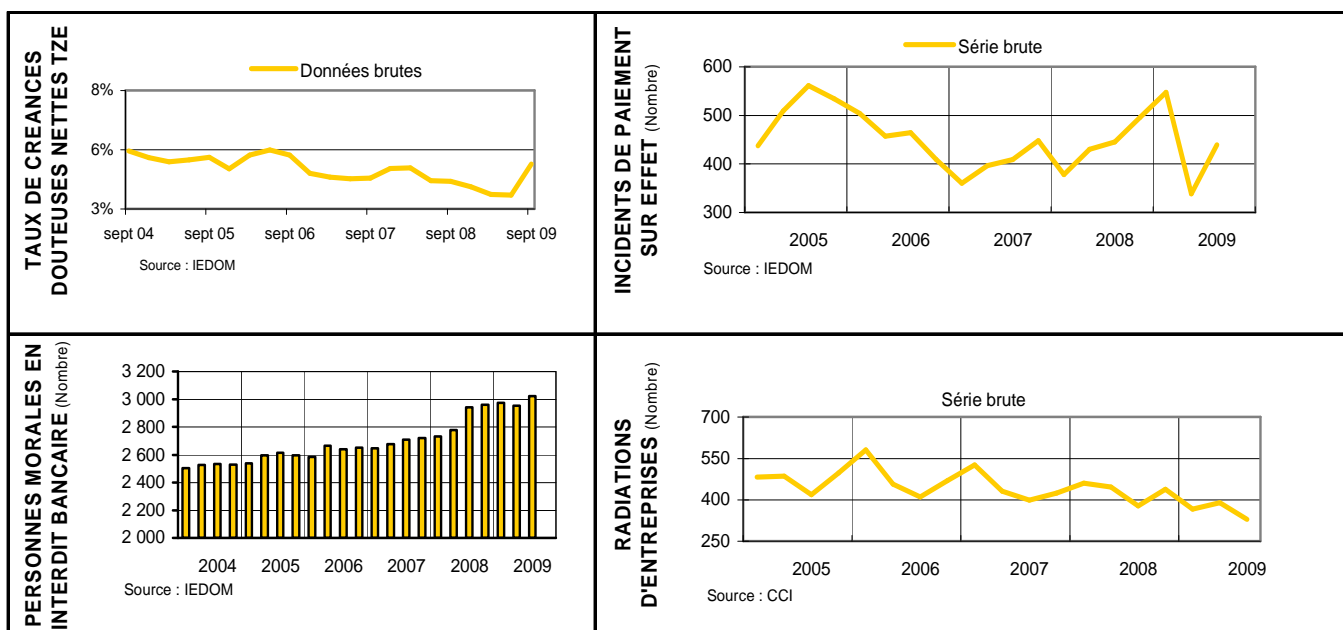 TAUX DE CREANCES
DOUTEUSES NETTES TZE
Données brutes
8%
6%
3%
sept 04 sept 05 sept 06 sept 07 sept 08 sept 09
Source : IEDOM
INCIDENTS DE PAIEMENT
SUR EFFET (Nombre)
Série brute
600
500
400
300
2005 2006 2007 2008 2009
Source : IEDOM
PERSONNES MORALES EN
INTERDIT BANCAIRE (Nombre)
3 200
3 000
2 800
2 600
2 400
2 200
2 000
2004 2005 2006 2007 2008 2009
Source : IEDOM
RADIATIONS
D'ENTREPRISES (Nombre)
Série brute
700
550
400
250
2005 2006 2007 2008 2009
Source : CCI